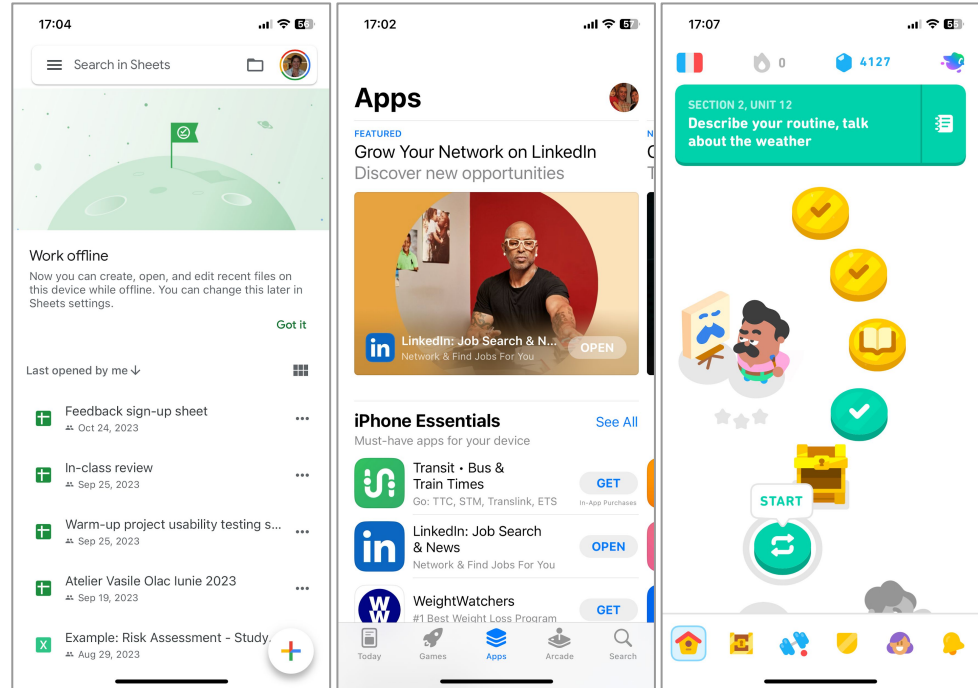 17:04
56
Search in Sheets
Work offline
Now you can create, open, and edit recent files on
this device while offline. You can change this later in
Sheets settings.
Got it
Last opened by me ↓
Feedback sign-up sheet
Oct 24, 2023
In-class review
Sep 25, 2023
Warm-up project usability testing s...
Sep 25, 2023
Atelier Vasile Olac Iunie 2023
Sep 19, 2023
X
Example: Risk Assessment - Study
Aug 29, 2023
17:02
57
Apps
FEATURED
Grow Your Network on LinkedIn
Discover new opportunities
in
LinkedIn: Job Search & N...
Network & Find Jobs For You
OPEN
iPhone Essentials
See All
Must-have apps for your device
Transit • Bus &
Train Times
Go: TTC, STM, Translink, ETS
GET
In-App Purchases
in
LinkedIn: Job Search
& News
Network & Find Jobs For You
OPEN
W
WeightWatchers
#1 Best Weight Loss Program
GET
Today
Games
Apps
Arcade
Search
17:07
55
0
4127
SECTION 2, UNIT 12
Describe your routine, talk
about the weather
START